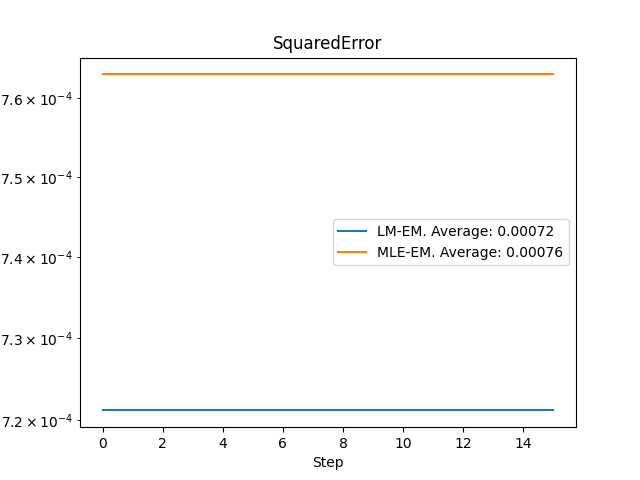 SquaredError
7.6 × 10⁻⁴
7.5 × 10⁻⁴
7.4 × 10⁻⁴
7.3 × 10⁻⁴
7.2 × 10⁻⁴
LM-EM. Average: 0.00072
MLE-EM. Average: 0.00076
0 2 4 6 8 10 12 14
Step